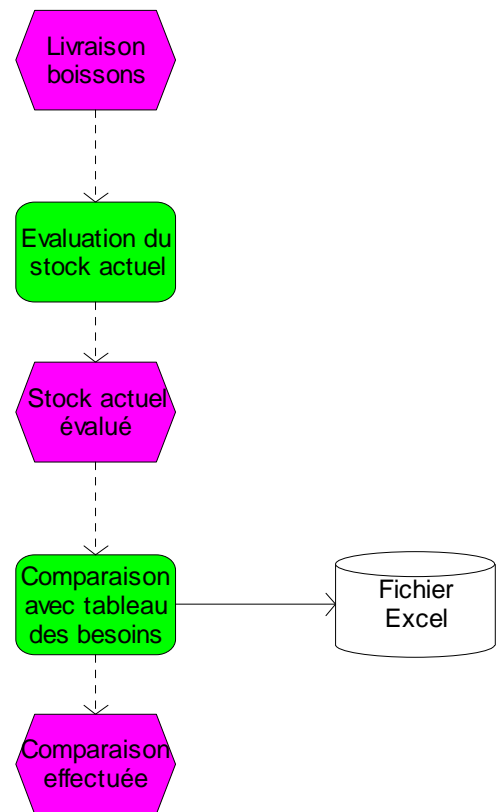 Livraison
boissons
Evaluation du
stock actuel
Stock actuel
évalué
Comparaison
avec tableau
des besoins
Fichier
Excel
Comparaison
effectuée